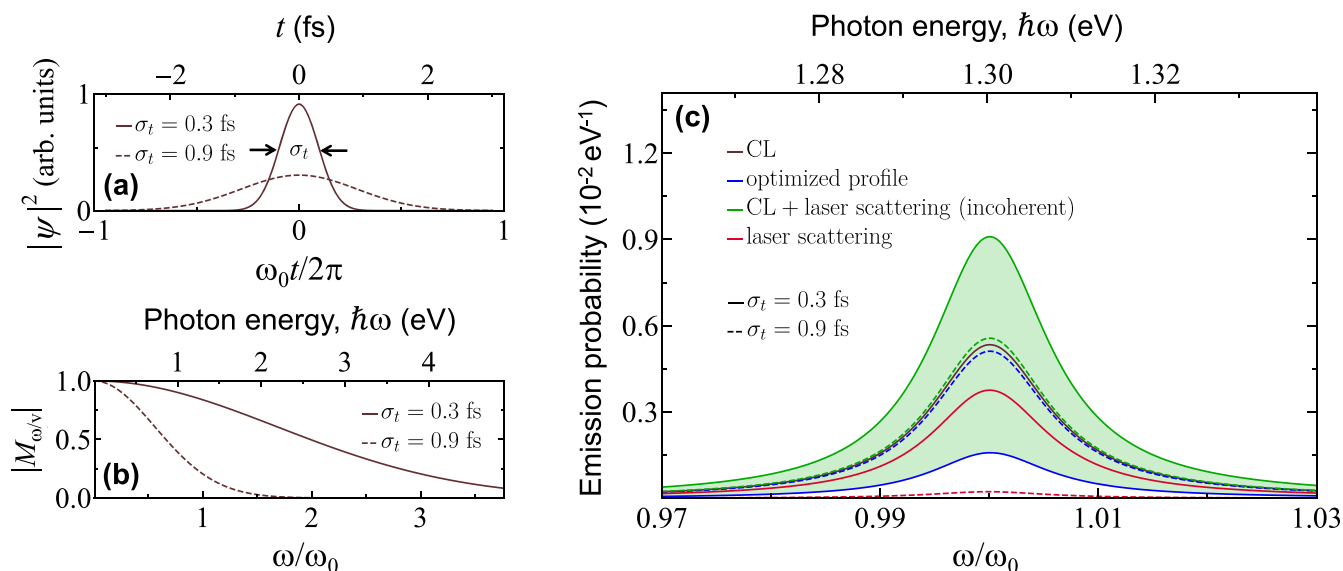 t (fs)
−2 0 2
|ψ|² (arb. units)
1
0
σt = 0.3 fs
σt = 0.9 fs
σt
(a)
−1 0 1
ω0t/2π
Photon energy, ħω (eV)
1 2 3 4
|Mω/v|
1.0
0.5
0.0
σt = 0.3 fs
σt = 0.9 fs
(b)
1 2 3
ω/ω0
Photon energy, ħω (eV)
1.28 1.30 1.32
Emission probability (10⁻² eV⁻¹)
1.2
0.9
0.6
0.3
(c)
CL
optimized profile
CL + laser scattering (incoherent)
laser scattering
σt = 0.3 fs
σt = 0.9 fs
0.97 0.99 1.01 1.03
ω/ω0